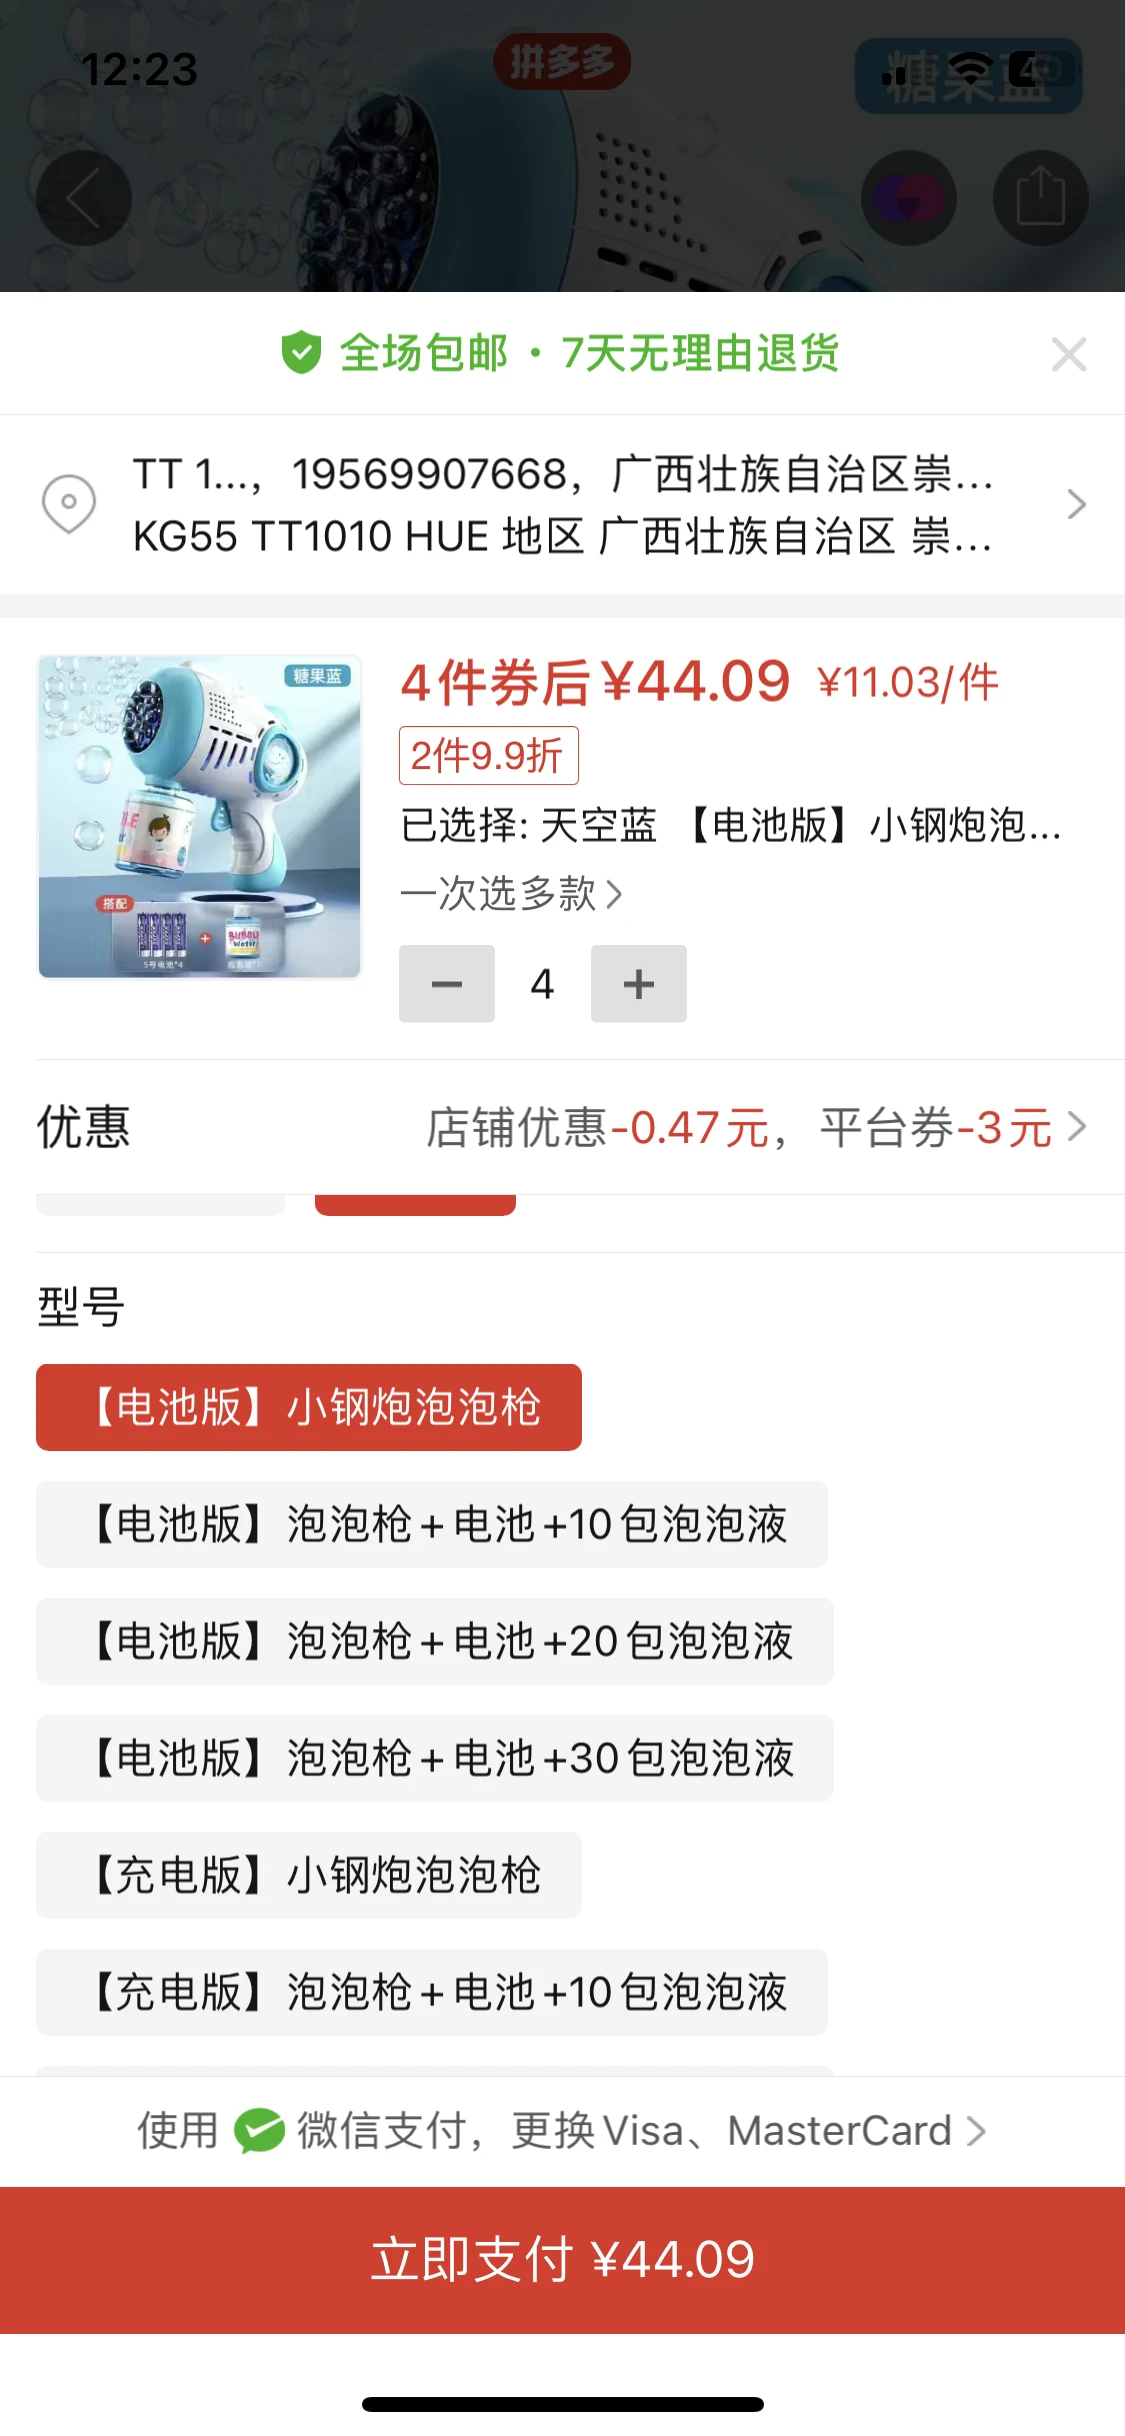 12:23
拼多多
糖果蓝
全场包邮 · 7天无理由退货
TT 1...，19569907668，广西壮族自治区崇...
KG55 TT1010 HUE 地区 广西壮族自治区 崇...
糖果蓝
搭配
5号电池*4
BUBBLE
Water
4件券后¥44.09 ¥11.03/件
2件9.9折
已选择: 天空蓝 【电池版】小钢炮泡...
一次选多款
4
优惠
店铺优惠-0.47元，平台券-3元
型号
【电池版】小钢炮泡泡枪
【电池版】泡泡枪+电池+10包泡泡液
【电池版】泡泡枪+电池+20包泡泡液
【电池版】泡泡枪+电池+30包泡泡液
【充电版】小钢炮泡泡枪
【充电版】泡泡枪+电池+10包泡泡液
使用 微信支付，更换Visa、MasterCard
立即支付 ¥44.09